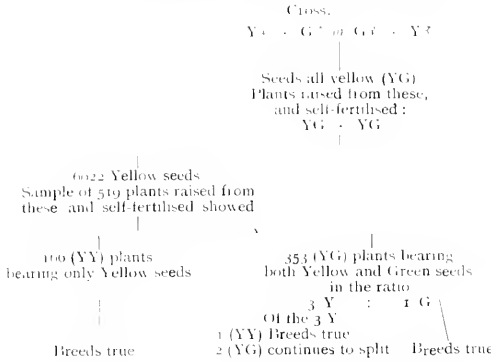 Cross.
Seeds all yellow (YG)
Plants raised from these,
and self-fertilised :
YG · YG
6022 Yellow seeds
Sample of 519 plants raised from
these and self-fertilised showed
166 (YY) plants
bearing only Yellow seeds
353 (YG) plants bearing
both Yellow and Green seeds
in the ratio
3 Y : 1 G
Of the 3 Y
1 (YY) Breeds true
2 (YG) continues to split
Breeds true
Breeds true